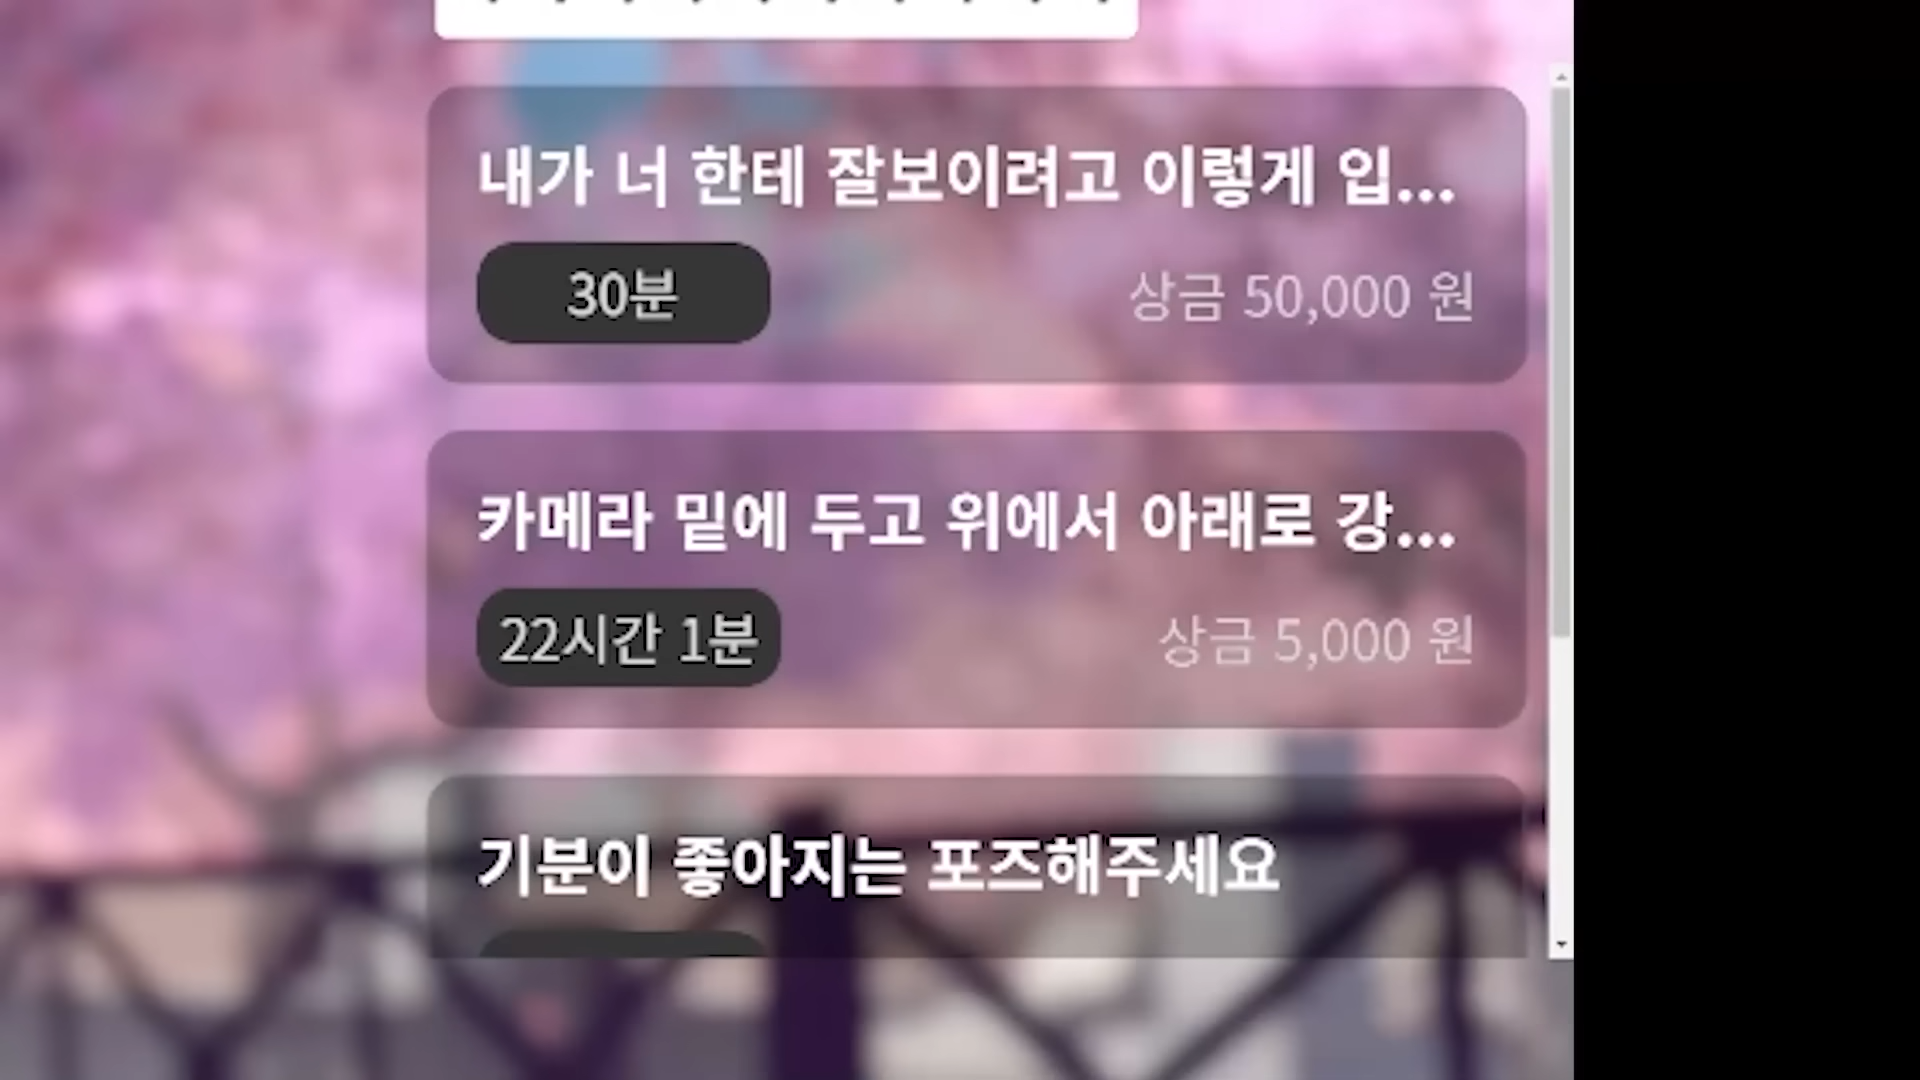 내가 너 한테 잘보이려고 이렇게 입...
30분
상금 50,000 원
카메라 밑에 두고 위에서 아래로 강...
22시간 1분
상금 5,000 원
기분이 좋아지는 포즈해주세요